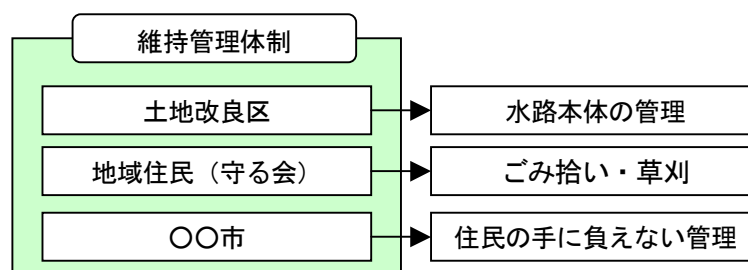 維持管理体制
土地改良区
水路本体の管理
地域住民（守る会）
ごみ拾い・草刈
〇〇市
住民の手に負えない管理